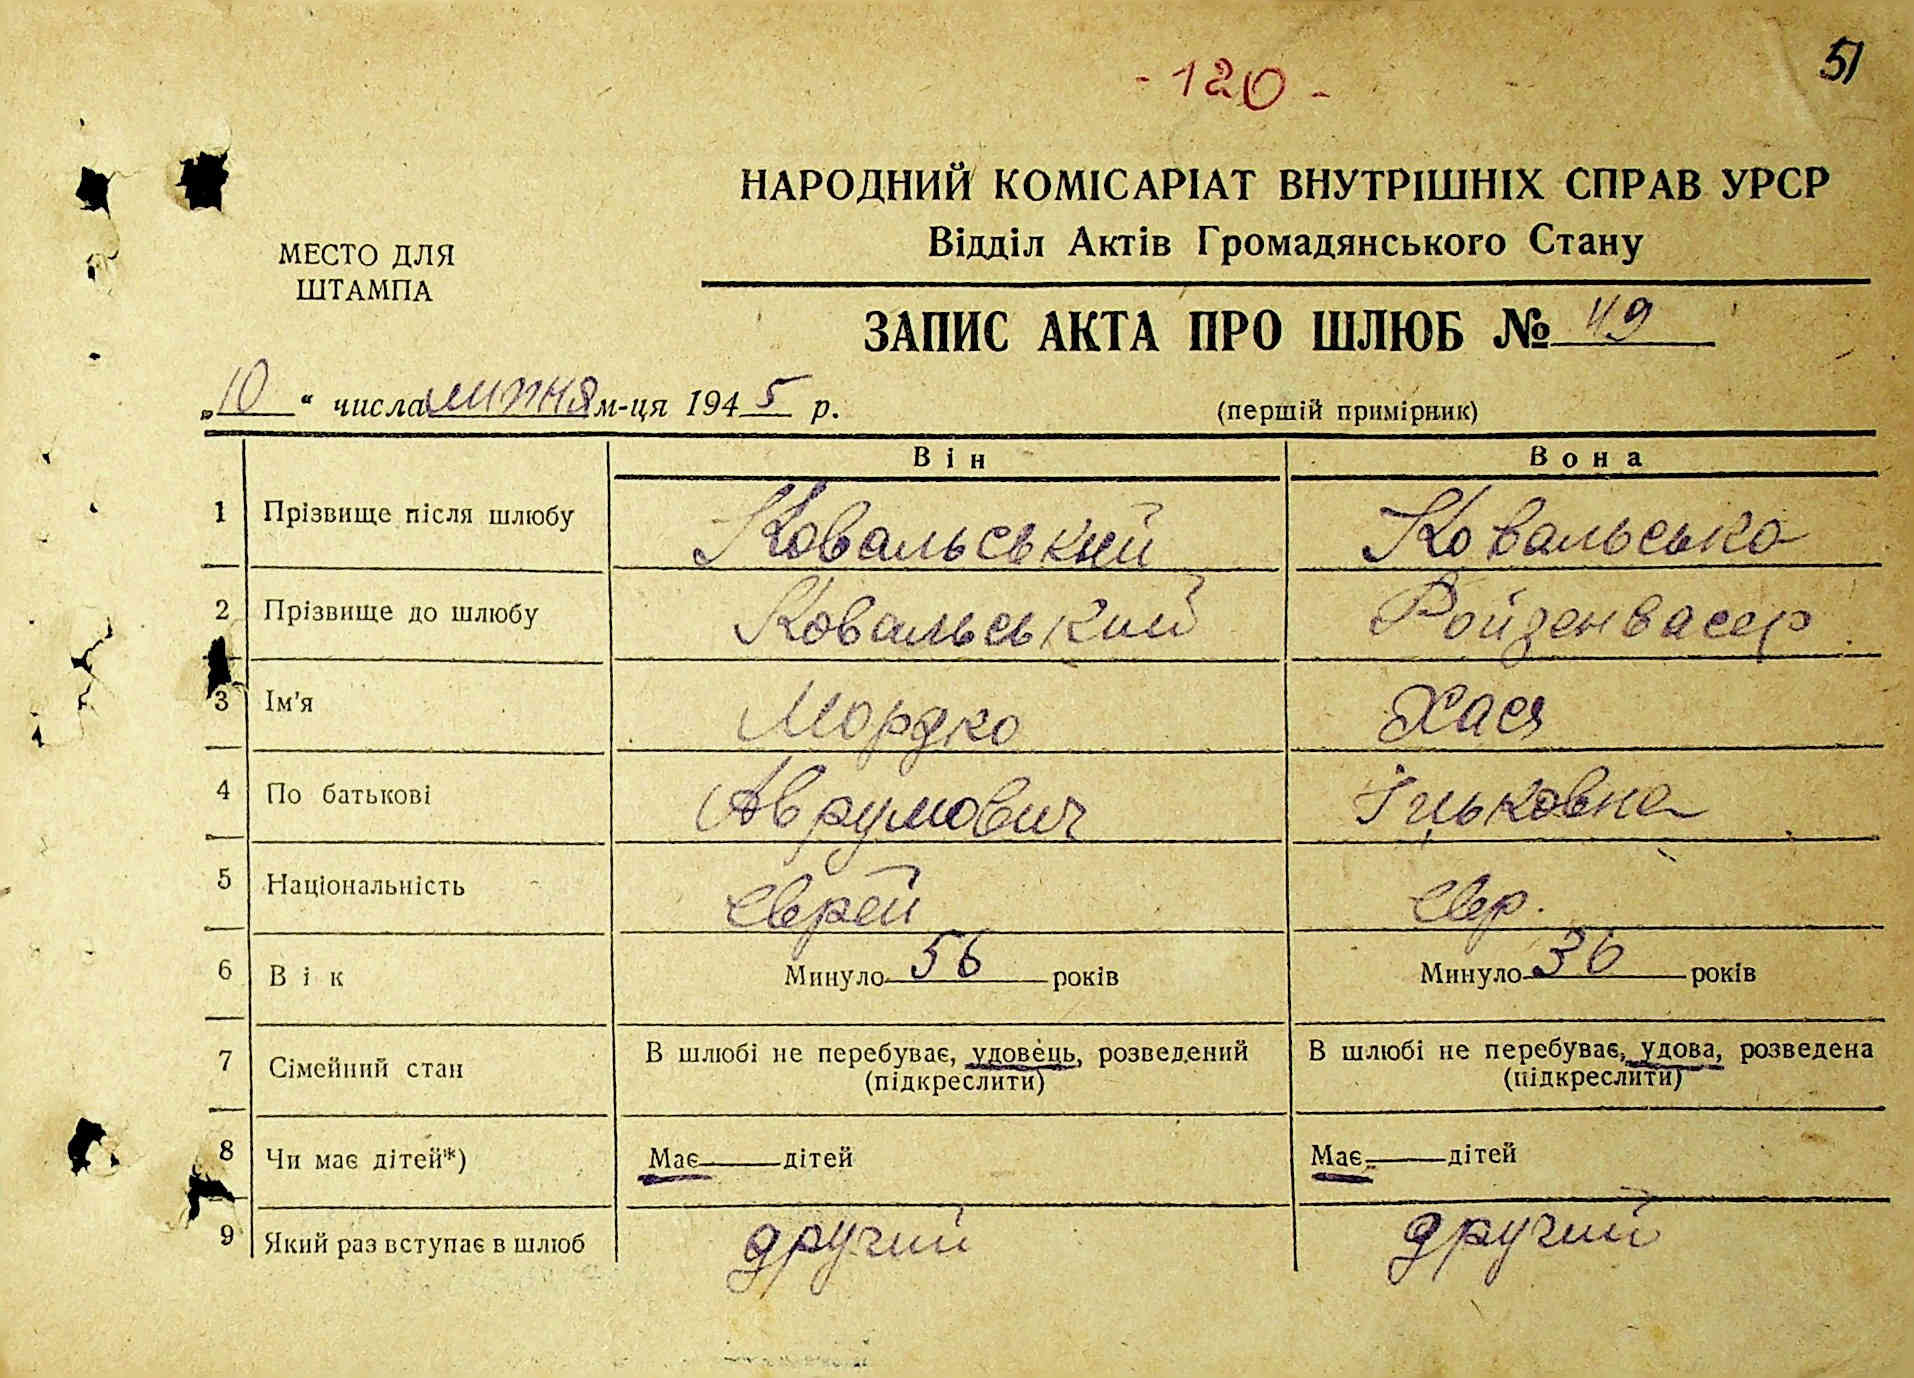 51
- 120 -
НАРОДНИЙ КОМІСАРІАТ ВНУТРІШНІХ СПРАВ УРСР
Відділ Актів Громадянського Стану
МЕСТО ДЛЯ
ШТАМПА
ЗАПИС АКТА ПРО ШЛЮБ № 49
„10“ числа липня м-ця 1945 р.
(перший примірник)
Він Вона
1 Прізвище після шлюбу Ковальський Ковальська
2 Прізвище до шлюбу Ковальський Ройзенвасер
3 Ім'я Мордко Хася
4 По батькові Аврумович Іцьковна
5 Національність Єврей Євр.
6 Вік Минуло 56 років Минуло 36 років
7 Сімейний стан В шлюбі не перебуває, удовець, розведений В шлюбі не перебуває, удова, розведена
(підкреслити) (підкреслити)
8 Чи має дітей*) Має дітей Має дітей
9 Який раз вступає в шлюб другий другий